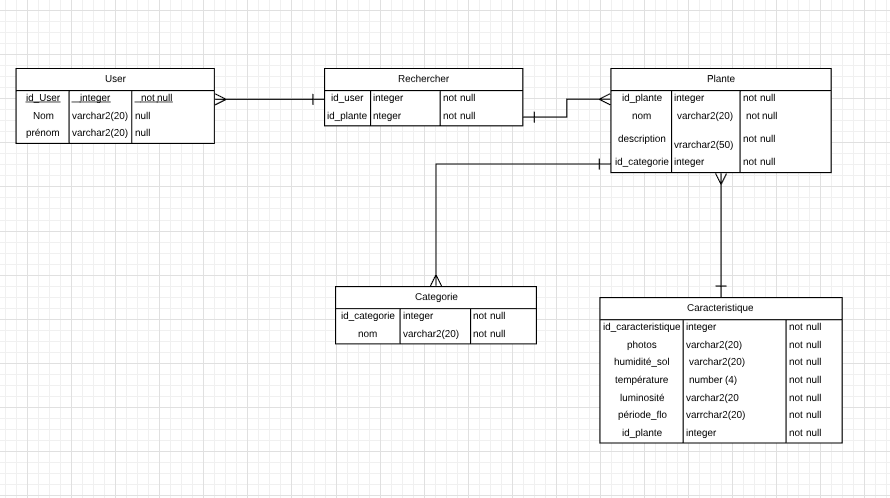 User
id_User integer not null
Nom varchar2(20) null
prénom varchar2(20) null
Rechercher
id_user integer not null
id_plante nteger not null
Plante
id_plante integer not null
nom varchar2(20) not null
description vrarchar2(50) not null
id_categorie integer not null
Categorie
id_categorie integer not null
nom varchar2(20) not null
Caracteristique
id_caracteristique integer not null
photos varchar2(20) not null
humidité_sol varchar2(20) not null
température number (4) not null
luminosité varchar2(20 not null
période_flo varrchar2(20) not null
id_plante integer not null